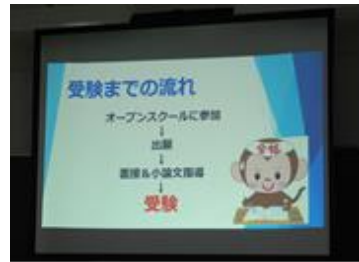 受験までの流れ
オープンスクールに参加
↓
出願
↓
面接&小論文指導
↓
受験
合格